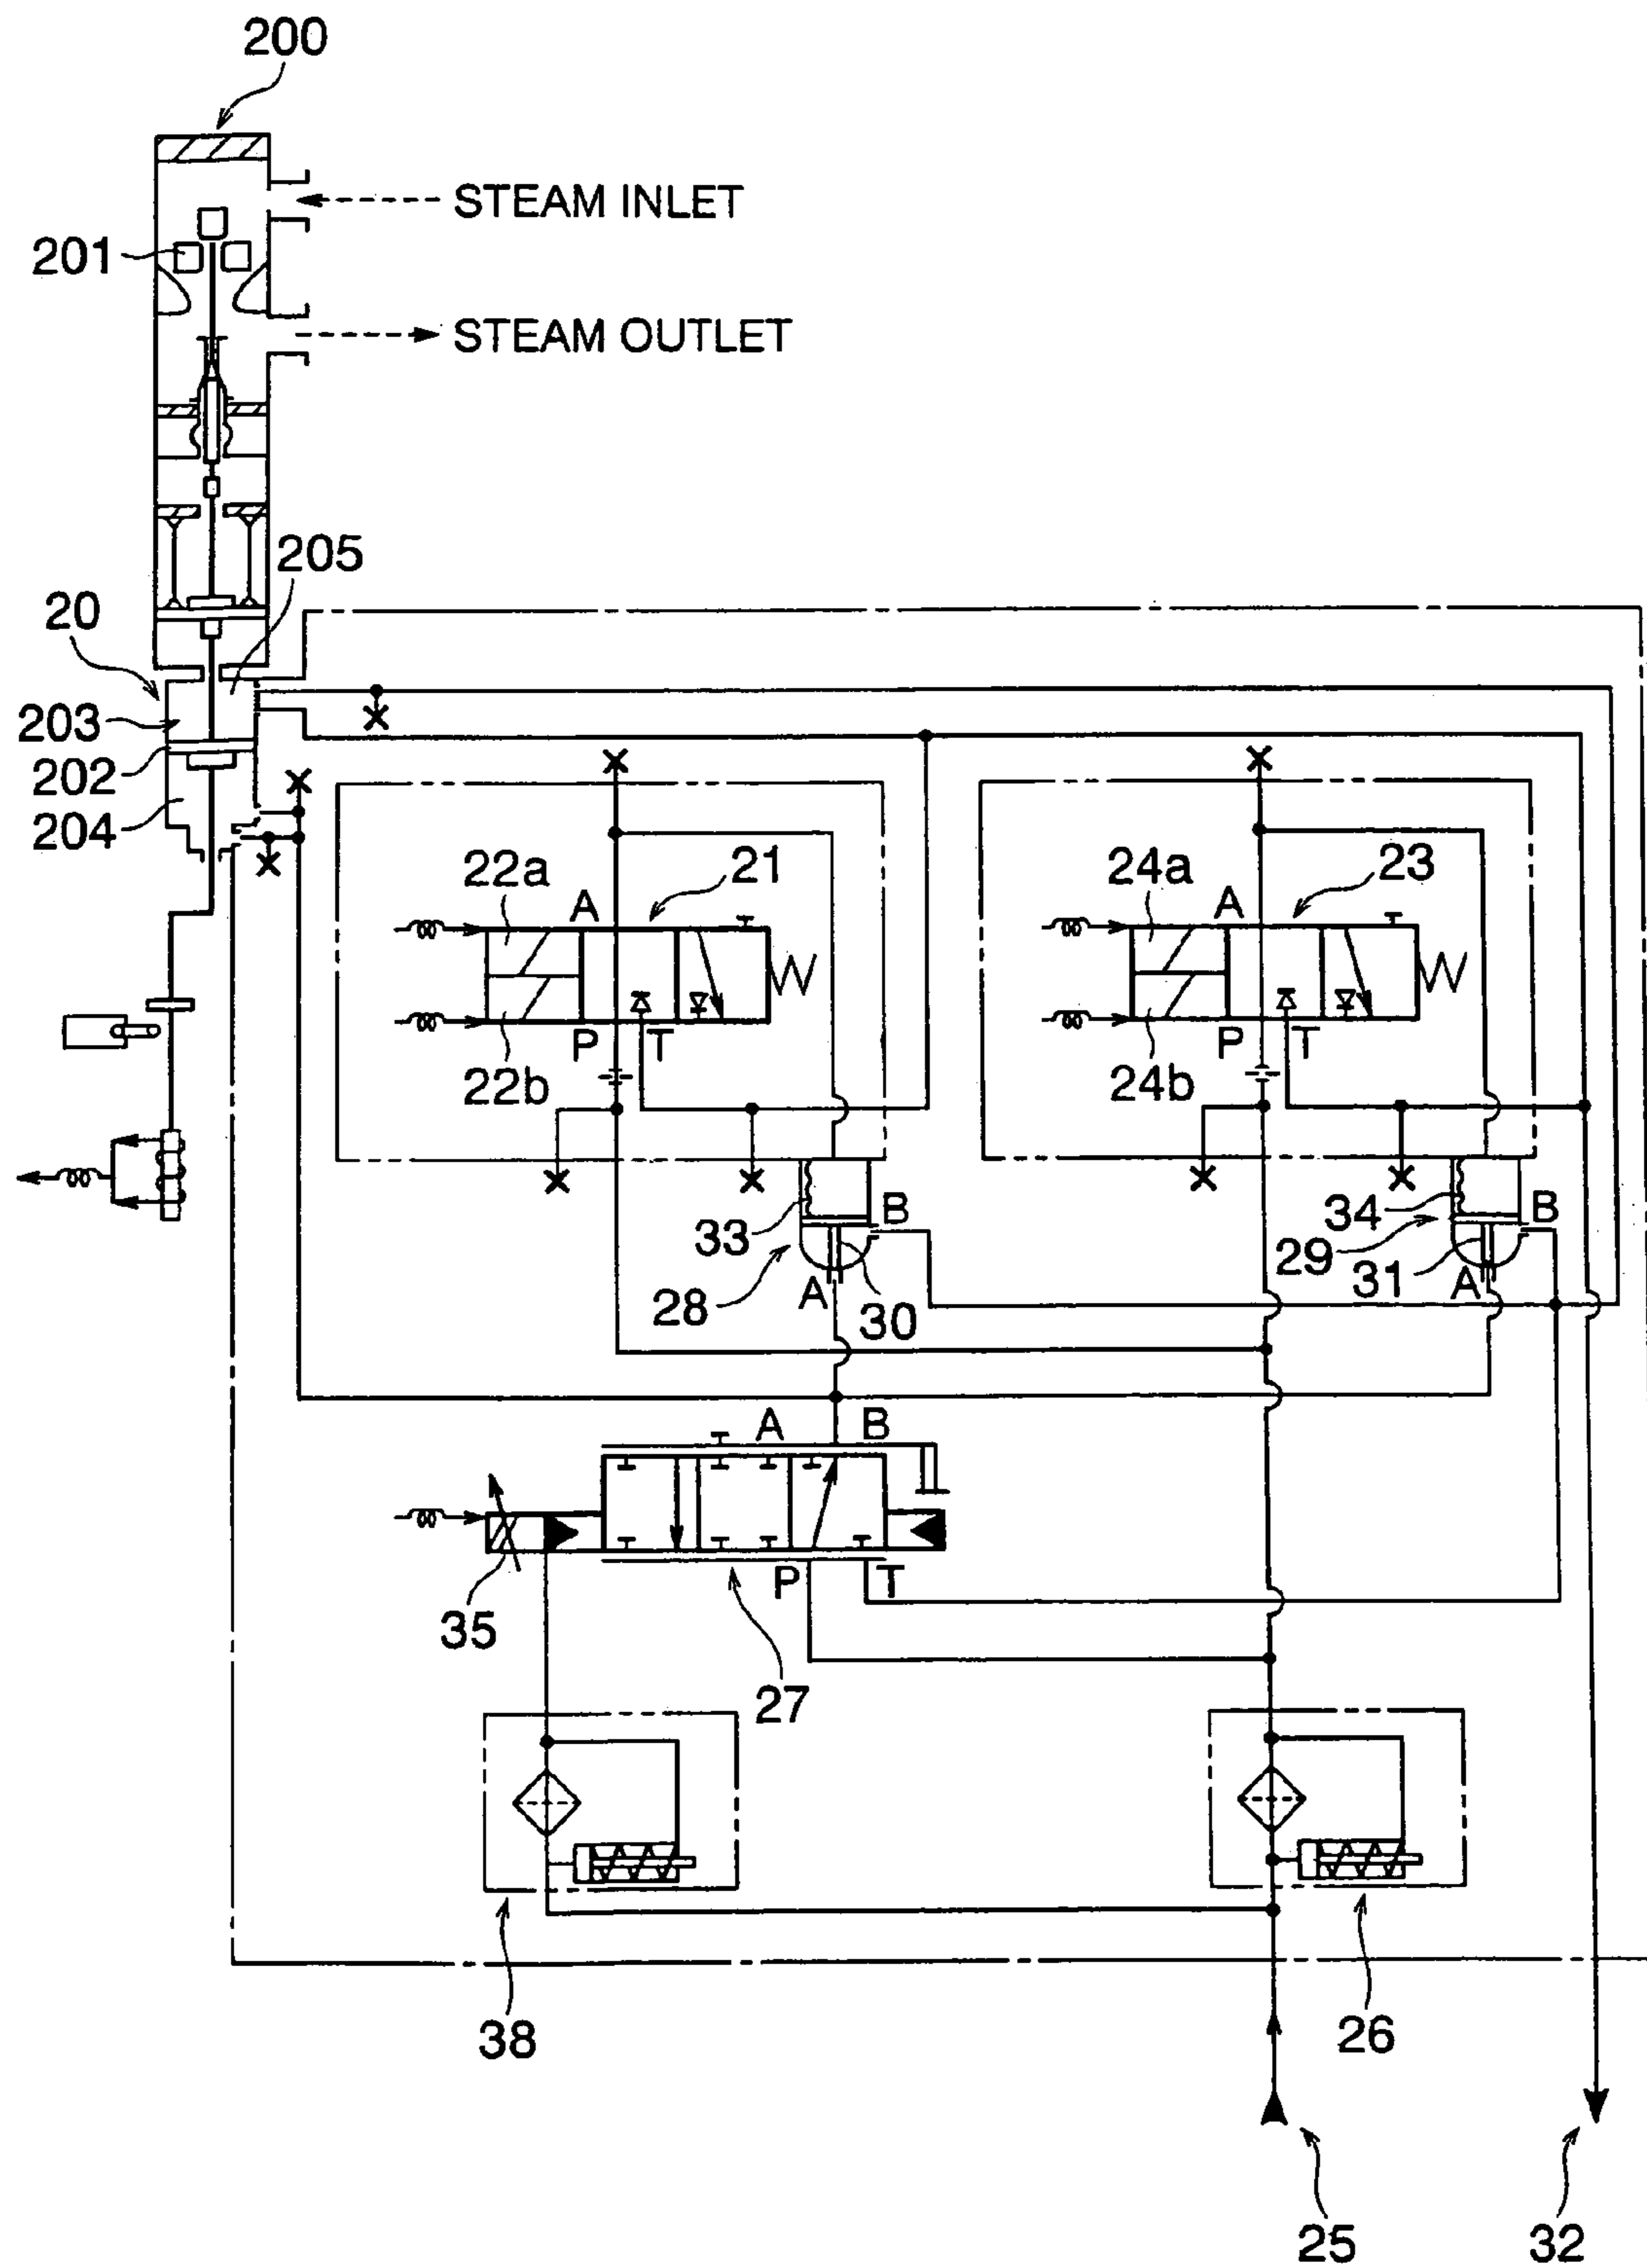 200
STEAM INLET
201
STEAM OUTLET
205
20
203
202
204
22a
A
21
24a
A
23
P
T
22b
P
T
24b
33
B
34
B
29
28
A
30
31
A
A
B
35
P
T
27
38
26
25
32